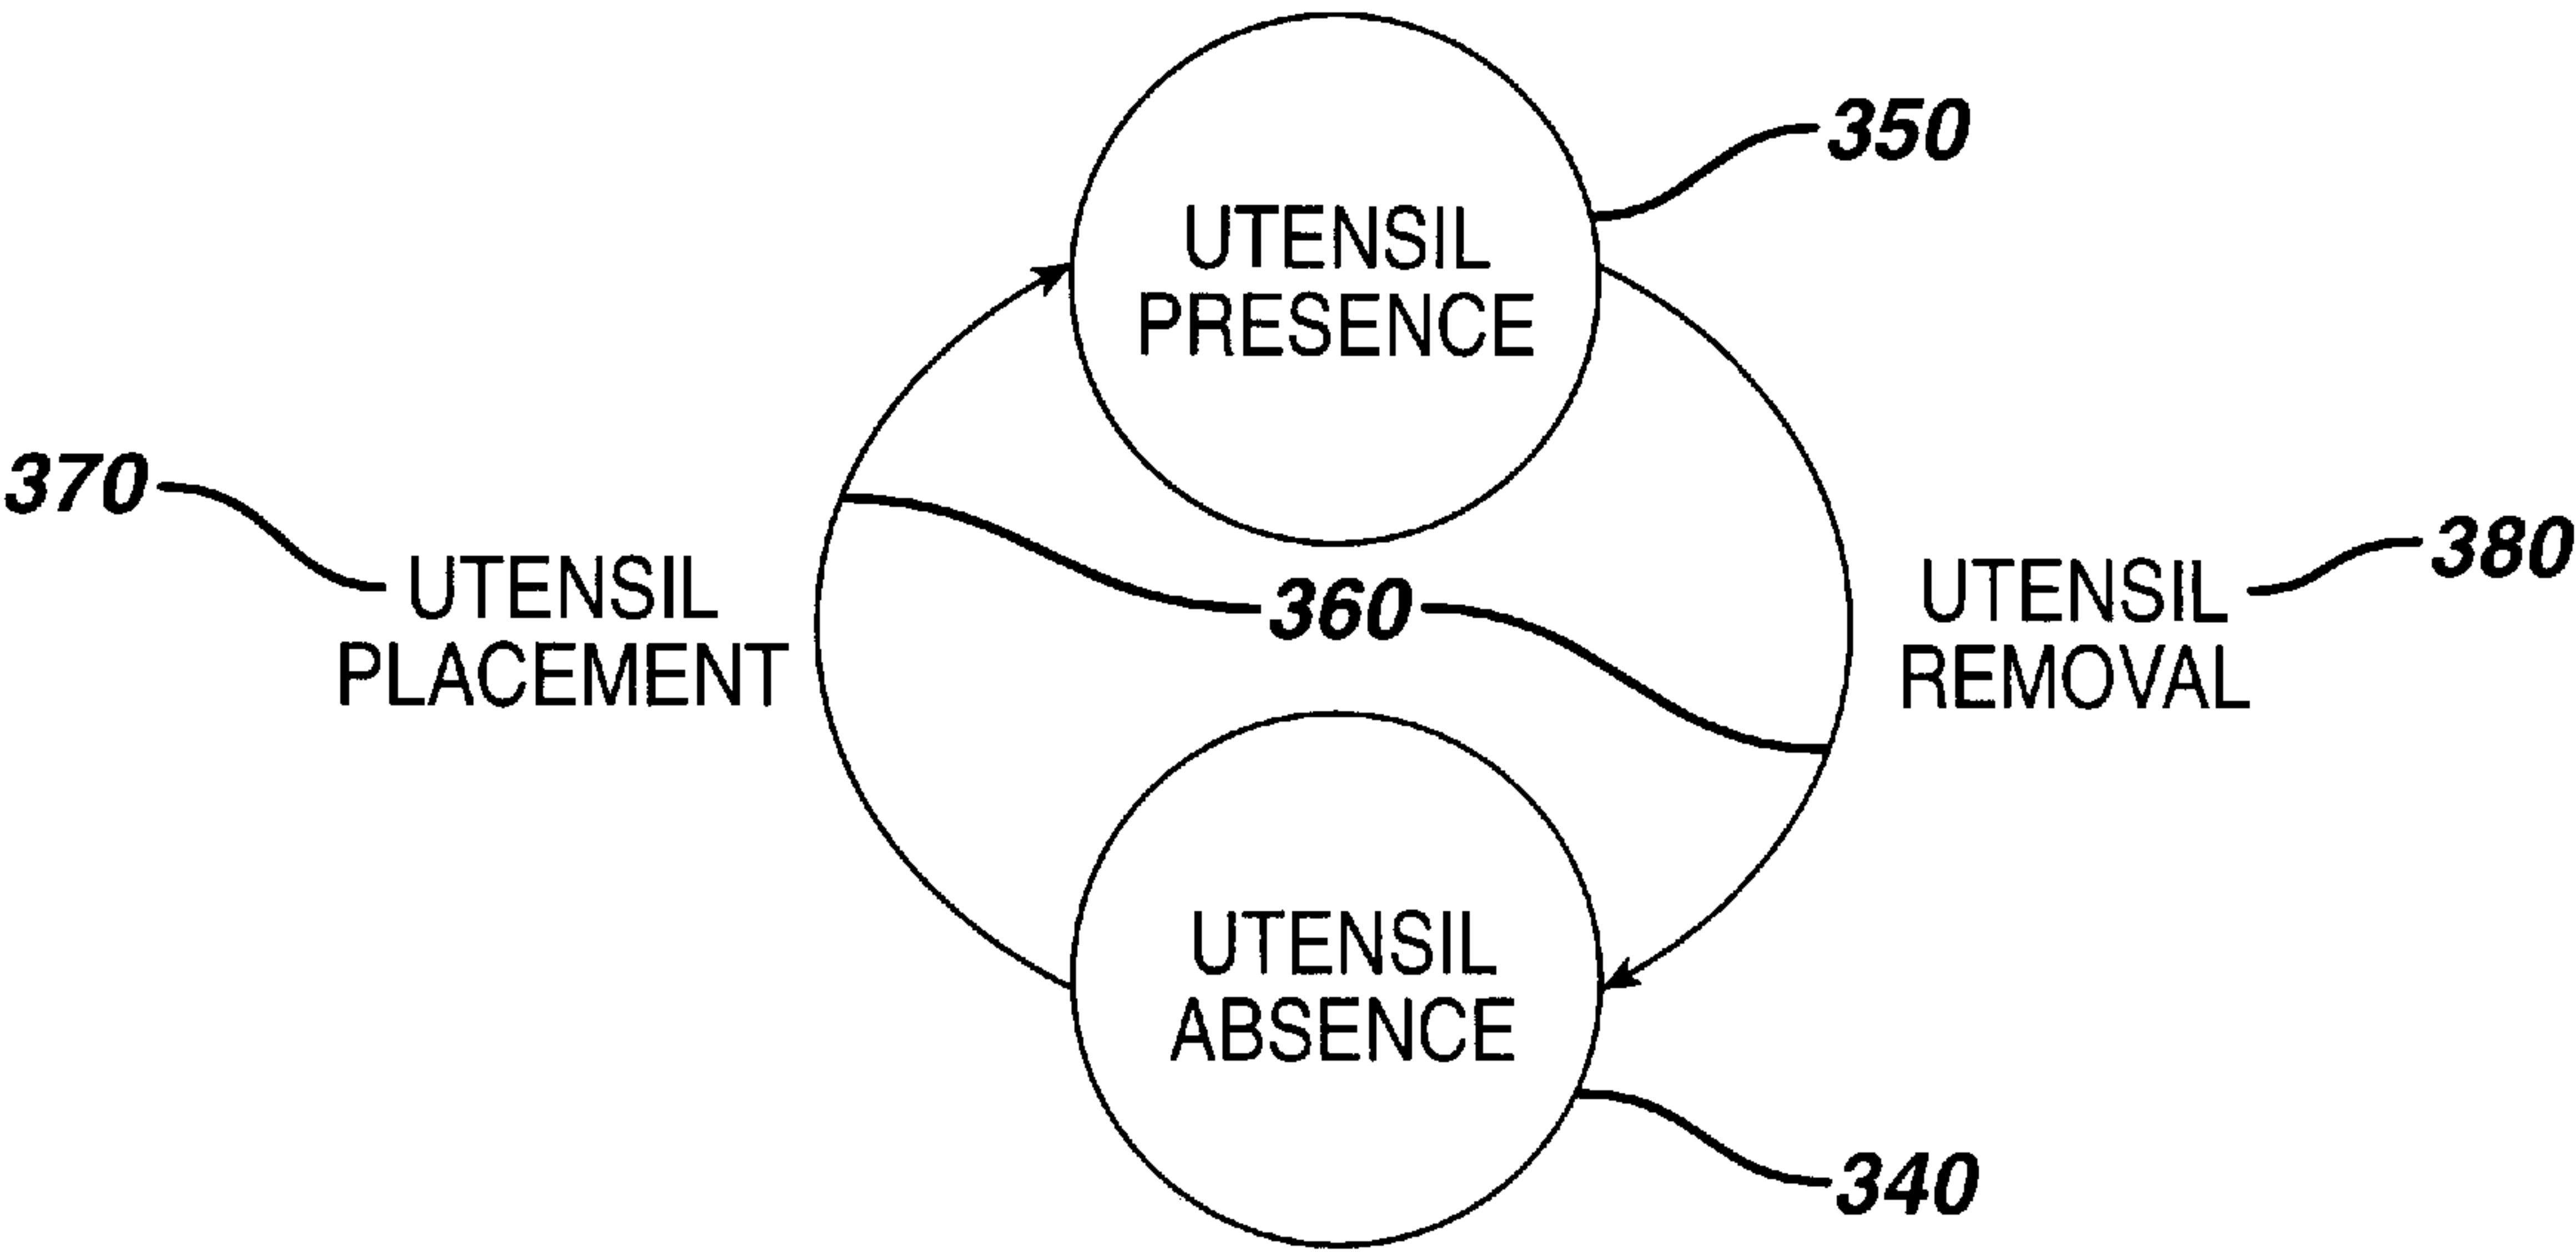 350
UTENSIL
PRESENCE
370
UTENSIL
PLACEMENT
360
380
UTENSIL
REMOVAL
UTENSIL
ABSENCE
340